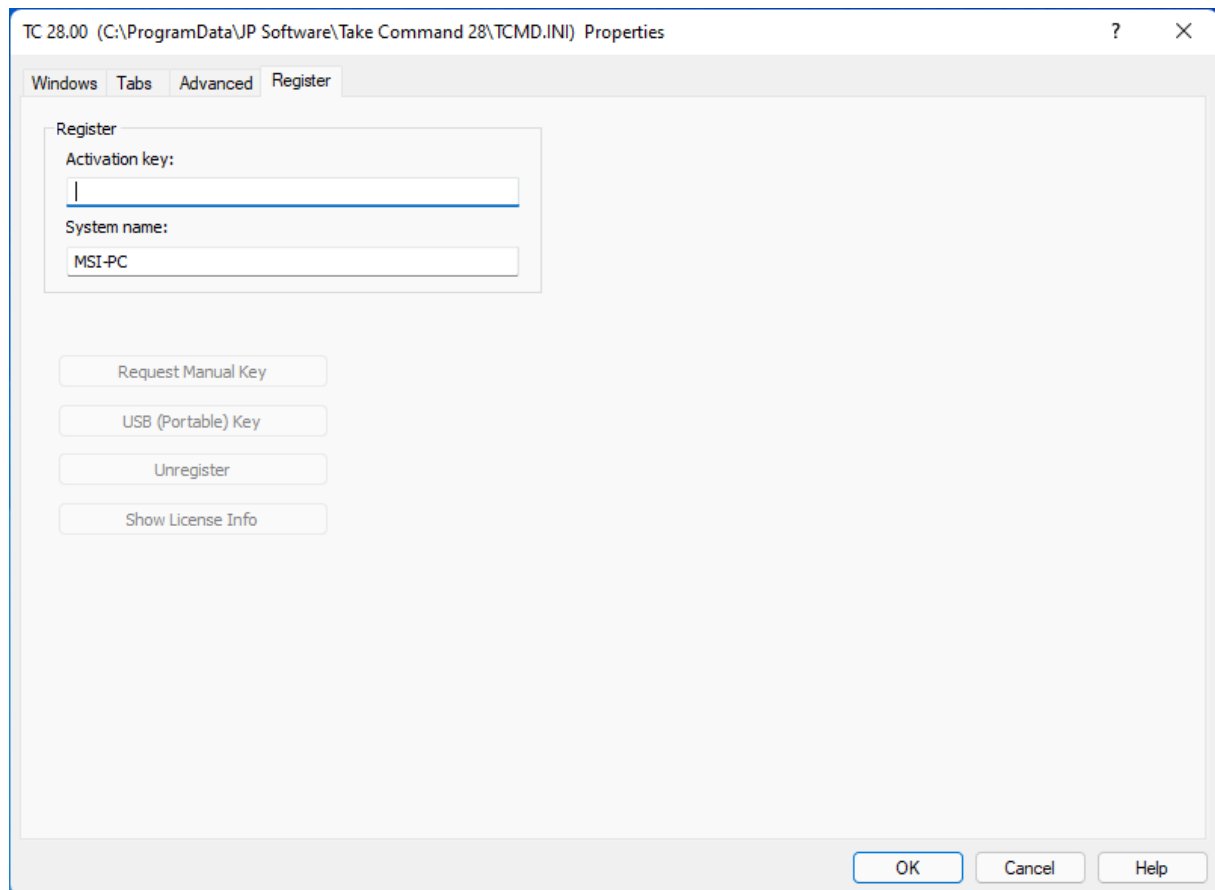 TC 28.00 (C:\ProgramData\JP Software\Take Command 28\TCMD.INI) Properties
Windows Tabs Advanced Register
Register
Activation key:
System name:
MSI-PC
Request Manual Key
USB (Portable) Key
Unregister
Show License Info
OK Cancel Help